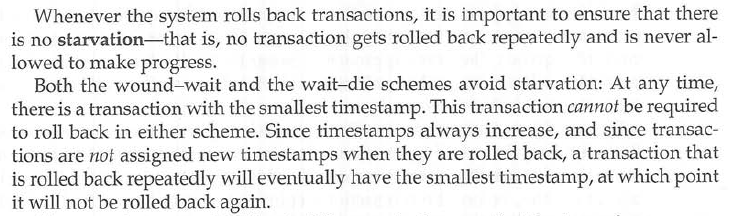 Whenever the system rolls back transactions, it is important to ensure that there
is no starvation—that is, no transaction gets rolled back repeatedly and is never al-
lowed to make progress.
Both the wound–wait and the wait–die schemes avoid starvation: At any time,
there is a transaction with the smallest timestamp. This transaction cannot be required
to roll back in either scheme. Since timestamps always increase, and since transac-
tions are not assigned new timestamps when they are rolled back, a transaction that
is rolled back repeatedly will eventually have the smallest timestamp, at which point
it will not be rolled back again.